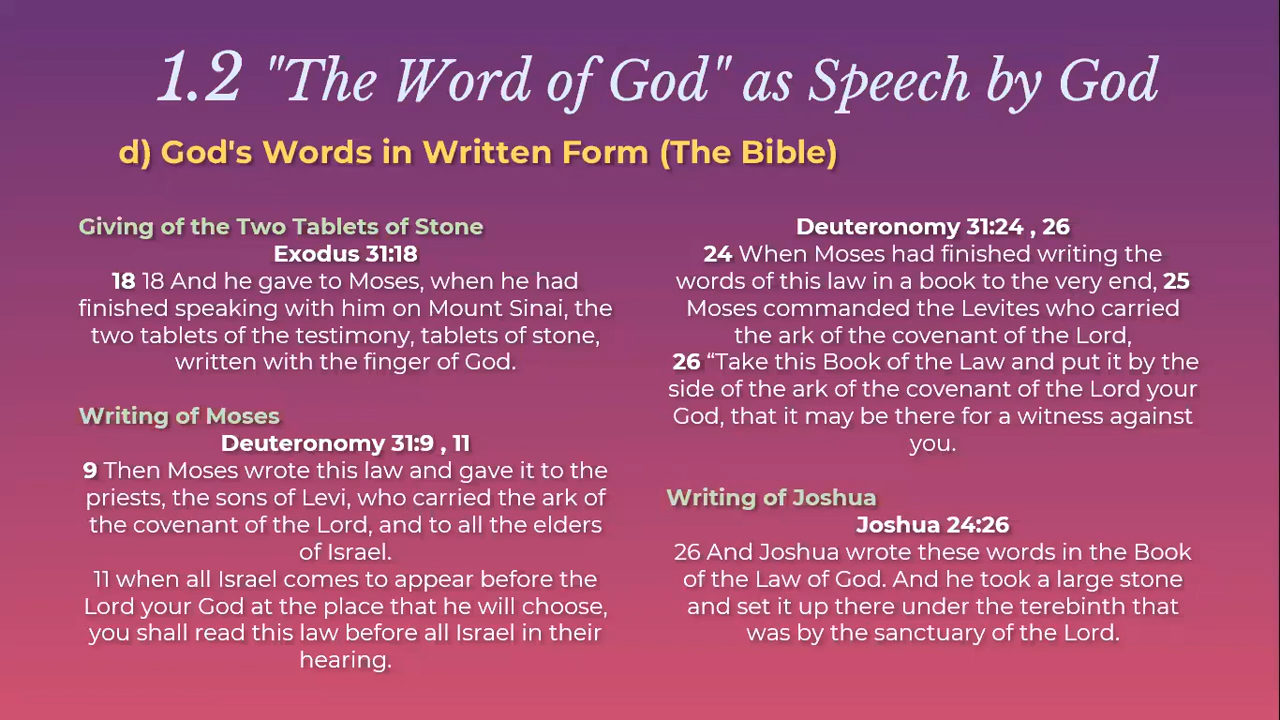 1.2 "The Word of God" as Speech by God
d) God's Words in Written Form (The Bible)
Giving of the Two Tablets of Stone
Exodus 31:18
18 18 And he gave to Moses, when he had
finished speaking with him on Mount Sinai, the
two tablets of the testimony, tablets of stone,
written with the finger of God.
Writing of Moses
Deuteronomy 31:9 , 11
9 Then Moses wrote this law and gave it to the
priests, the sons of Levi, who carried the ark of
the covenant of the Lord, and to all the elders
of Israel.
11 when all Israel comes to appear before the
Lord your God at the place that he will choose,
you shall read this law before all Israel in their
hearing.
Deuteronomy 31:24 , 26
24 When Moses had finished writing the
words of this law in a book to the very end, 25
Moses commanded the Levites who carried
the ark of the covenant of the Lord,
26 “Take this Book of the Law and put it by the
side of the ark of the covenant of the Lord your
God, that it may be there for a witness against
you.
Writing of Joshua
Joshua 24:26
26 And Joshua wrote these words in the Book
of the Law of God. And he took a large stone
and set it up there under the terebinth that
was by the sanctuary of the Lord.